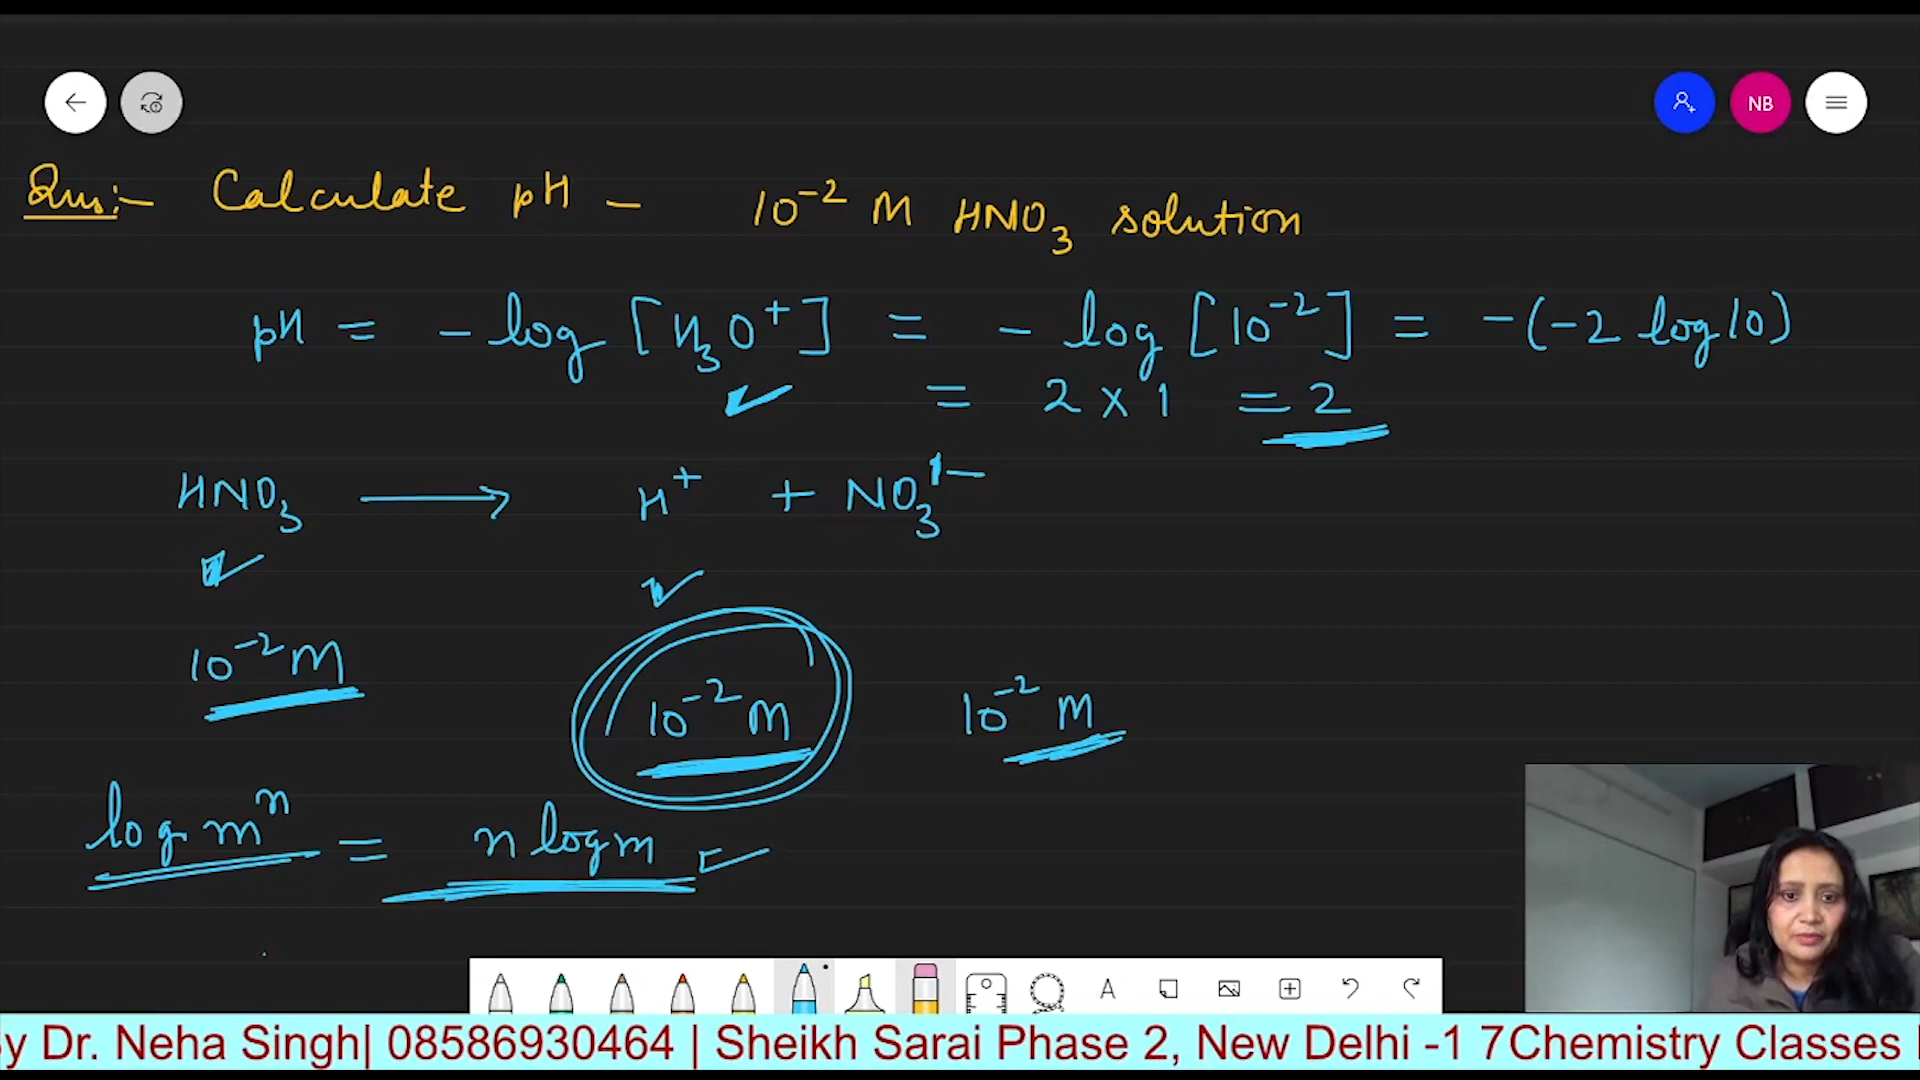 NB
Ques:- Calculate pH - 10⁻² M HNO₃ solution
pH = - log [H₃O⁺] = - log [10⁻²] = -(-2 log 10)
= 2 × 1 = 2
HNO₃ ⟶ H⁺ + NO₃¹⁻
10⁻² M 10⁻² M 10⁻² M
log mⁿ = n log m
A
y Dr. Neha Singh| 08586930464 | Sheikh Sarai Phase 2, New Delhi -1 7Chemistry Classes